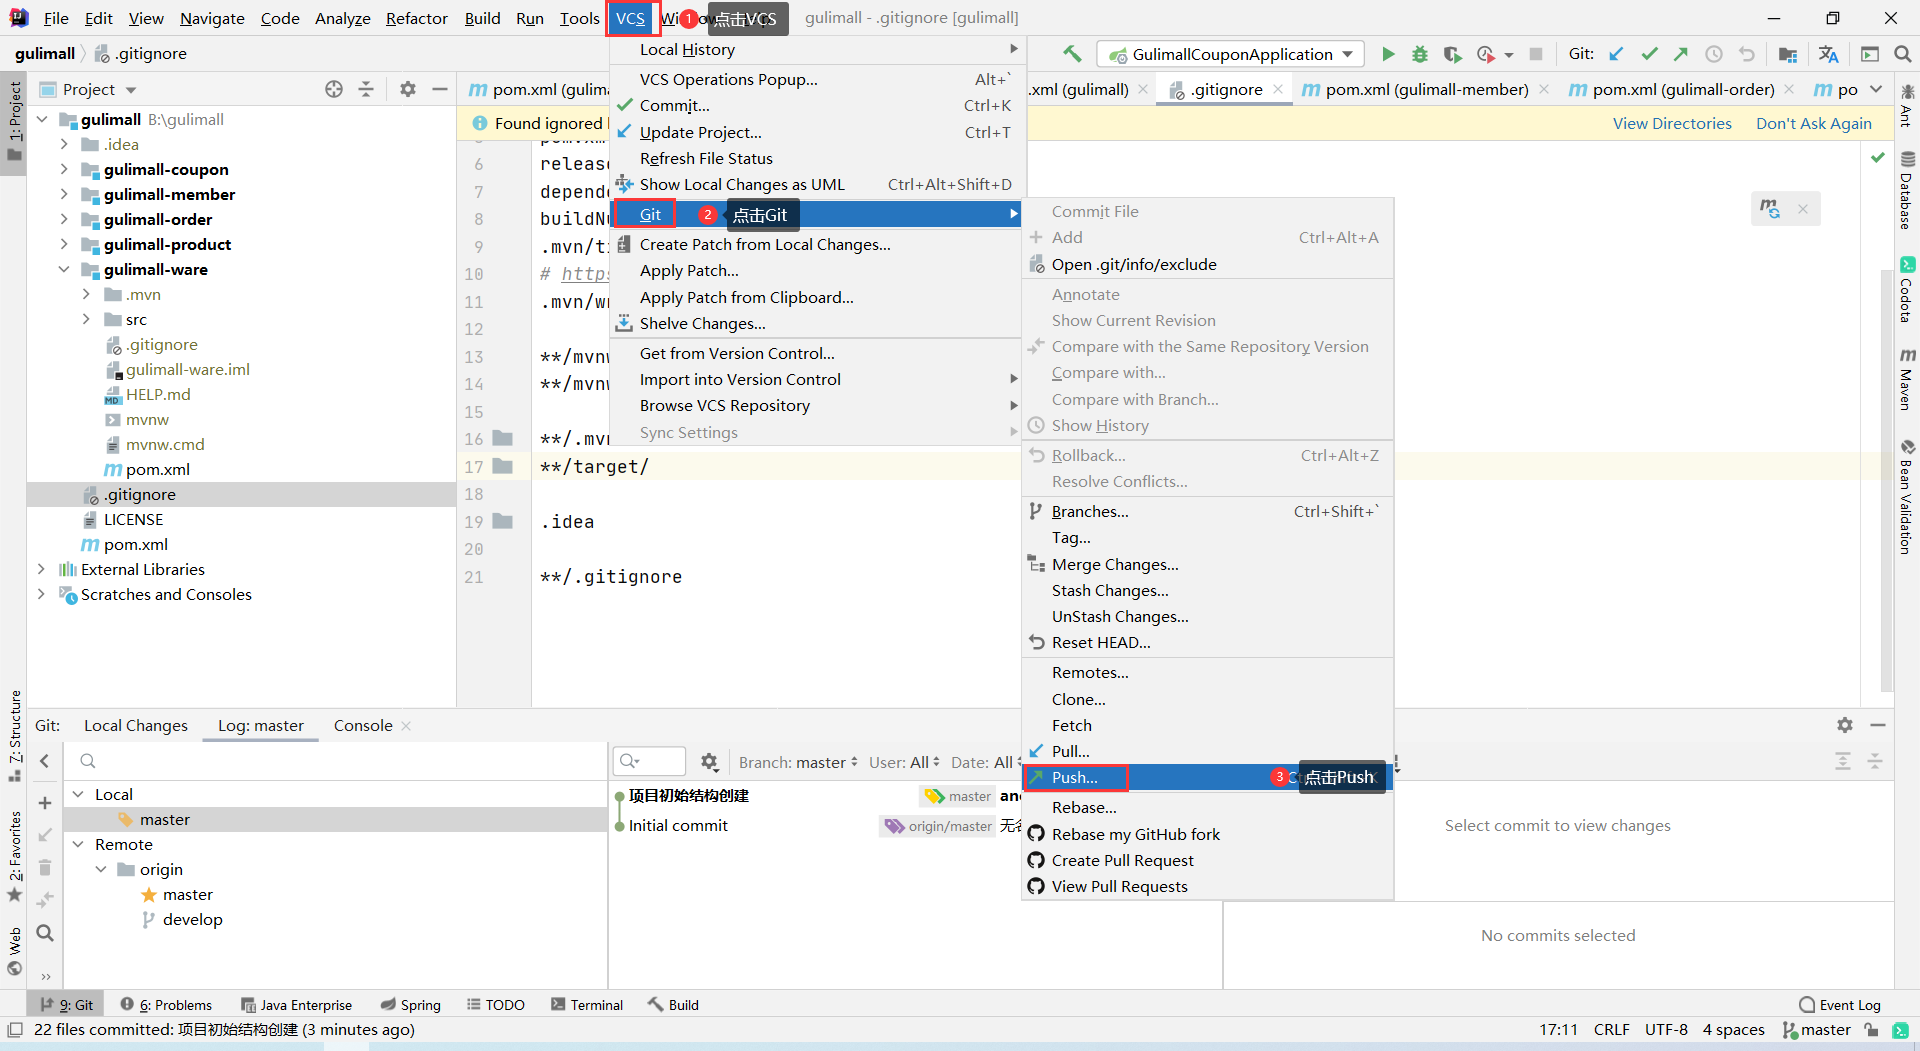 File Edit View Navigate Code Analyze Refactor Build Run Tools VCS 1 点击VCS gulimall - .gitignore [gulimall]
gulimall .gitignore GulimallCouponApplication Git:
Project
pom.xml (gulima .xml (gulimall) .gitignore pom.xml (gulimall-member) pom.xml (gulimall-order) po
Found ignored View Directories Don't Ask Again
1: Project
7: Structure
2: Favorites
Web
gulimall B:\gulimall
.idea
gulimall-coupon
gulimall-member
gulimall-order
gulimall-product
gulimall-ware
.mvn
src
.gitignore
gulimall-ware.iml
HELP.md
mvnw
mvnw.cmd
pom.xml
.gitignore
LICENSE
pom.xml
External Libraries
Scratches and Consoles
6 release
7 depende
8 buildNu
9 .mvn/ti
10 # https
11 .mvn/wr
12
13 **/mvnw
14 **/mvnw
15
16 **/.mvn
17 **/target/
18
19 .idea
20
21 **/.gitignore
Local History
VCS Operations Popup... Alt+`
Commit... Ctrl+K
Update Project... Ctrl+T
Refresh File Status
Show Local Changes as UML Ctrl+Alt+Shift+D
Git 2 点击Git
Create Patch from Local Changes...
Apply Patch...
Apply Patch from Clipboard...
Shelve Changes...
Get from Version Control...
Import into Version Control
Browse VCS Repository
Sync Settings
Commit File
Add Ctrl+Alt+A
Open .git/info/exclude
Annotate
Show Current Revision
Compare with the Same Repository Version
Compare with...
Compare with Branch...
Show History
Rollback... Ctrl+Alt+Z
Resolve Conflicts...
Branches... Ctrl+Shift+`
Tag...
Merge Changes...
Stash Changes...
UnStash Changes...
Reset HEAD...
Remotes...
Clone...
Fetch
Pull...
Push... 3 点击Push
Rebase...
Rebase my GitHub fork
Create Pull Request
View Pull Requests
Ant
Database
Codota
Maven
Bean Validation
Git: Local Changes Log: master Console
Branch: master User: All Date: All
Local
master
Remote
origin
master
develop
项目初始结构创建 master
Initial commit origin/master
Select commit to view changes
No commits selected
9: Git 6: Problems Java Enterprise Spring TODO Terminal Build Event Log
22 files committed: 项目初始结构创建 (3 minutes ago) 17:11 CRLF UTF-8 4 spaces master